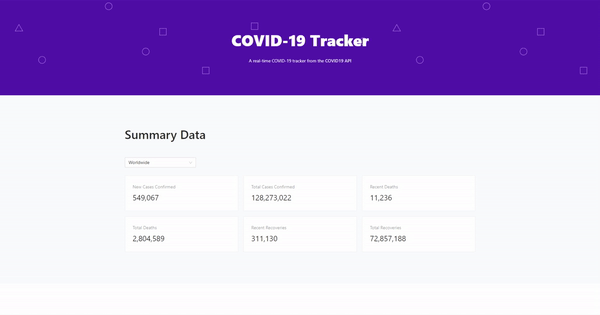 COVID-19 Tracker
A real-time COVID-19 tracker from the COVID19 API
Summary Data
Worldwide
New Cases Confirmed
549,067
Total Cases Confirmed
128,273,022
Recent Deaths
11,236
Total Deaths
2,804,589
Recent Recoveries
311,130
Total Recoveries
72,857,188